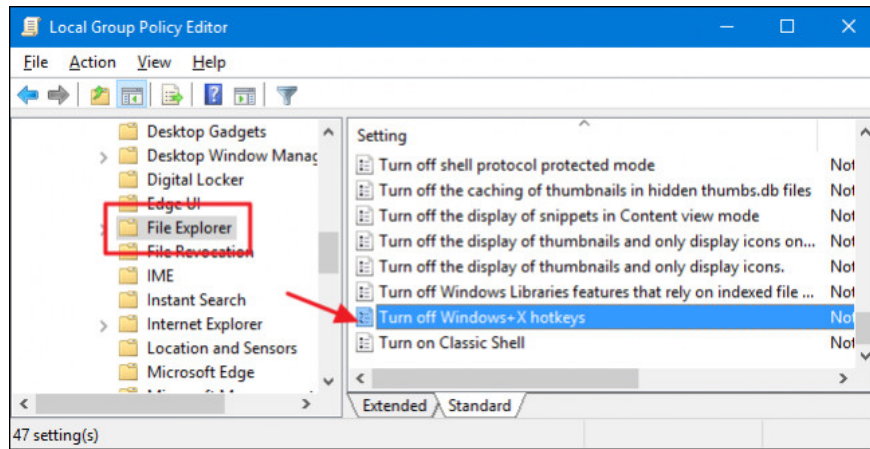 Local Group Policy Editor
File Action View Help
Desktop Gadgets
Desktop Window Manag
Digital Locker
Edge UI
File Explorer
File Revocation
IME
Instant Search
Internet Explorer
Location and Sensors
Microsoft Edge
Setting
Turn off shell protocol protected mode Not
Turn off the caching of thumbnails in hidden thumbs.db files Not
Turn off the display of snippets in Content view mode Not
Turn off the display of thumbnails and only display icons on... Not
Turn off the display of thumbnails and only display icons. Not
Turn off Windows Libraries features that rely on indexed file ... Not
Turn off Windows+X hotkeys Not
Turn on Classic Shell Not
Extended Standard
47 setting(s)